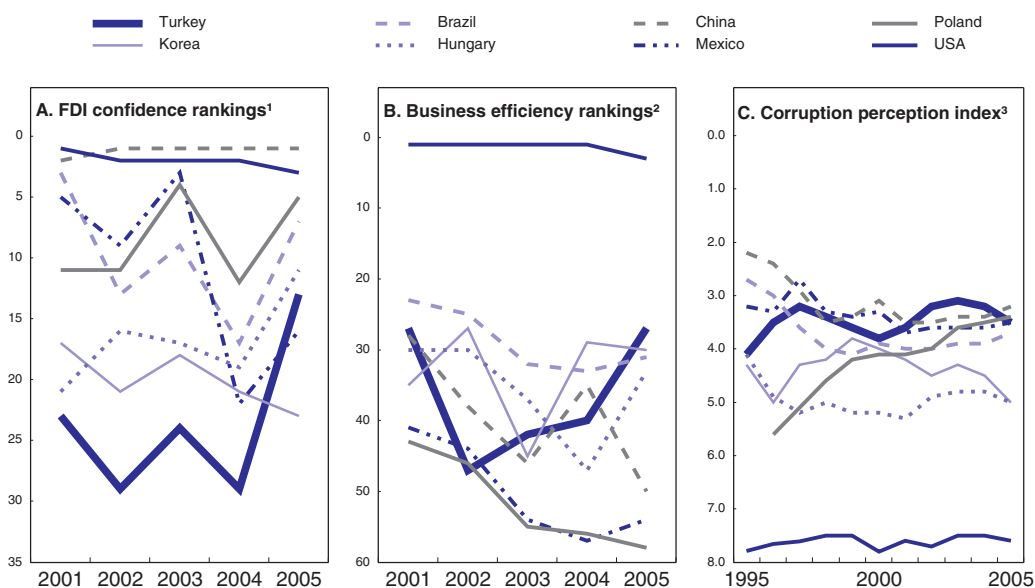 Turkey Brazil China Poland
Korea Hungary Mexico USA
A. FDI confidence rankings¹
0
5
10
15
20
25
30
35
2001 2002 2003 2004 2005
B. Business efficiency rankings²
0
20
30
40
50
60
2001 2002 2003 2004 2005
C. Corruption perception index³
0.0
1.0
2.0
3.0
4.0
5.0
6.0
7.0
8.0
1995 2000 2005